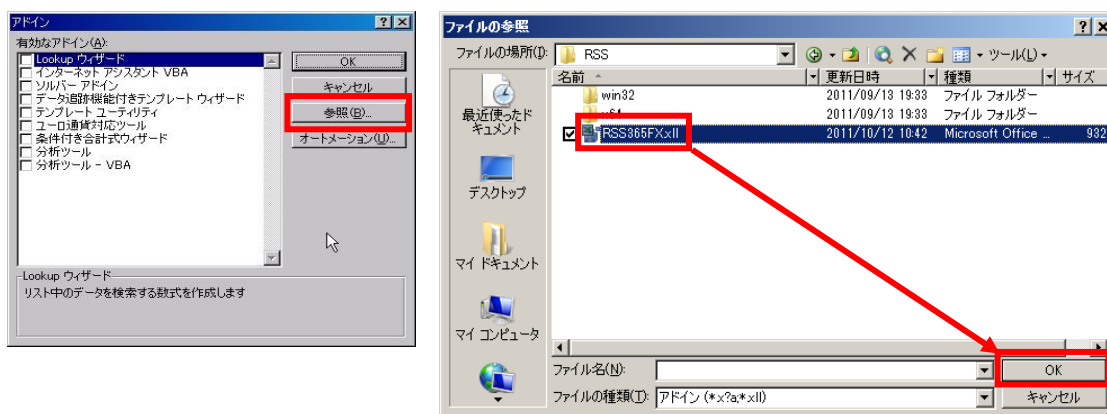 アドイン
有効なアドイン(A):
Lookup ウィザード
インターネット アシスタント VBA
ソルバー アドイン
データ追跡機能付きテンプレート ウィザード
テンプレート ユーティリティ
ユーロ通貨対応ツール
条件付き合計式ウィザード
分析ツール
分析ツール - VBA
OK
キャンセル
参照(B)...
オートメーション(U)...
Lookup ウィザード
リスト中のデータを検索する数式を作成します
ファイルの参照
ファイルの場所(I):
RSS
ツール(L)
名前
更新日時
種類
サイズ
win32
2011/09/13 19:33
ファイル フォルダー
2011/09/13 19:33
ファイル フォルダー
RSS365FX.xll
2011/10/12 10:42
Microsoft Office ...
932
最近使ったド
キュメント
デスクトップ
マイ ドキュメント
マイ コンピュータ
ファイル名(N):
OK
ファイルの種類(T):
アドイン (*.x?a;*.xll)
キャンセル